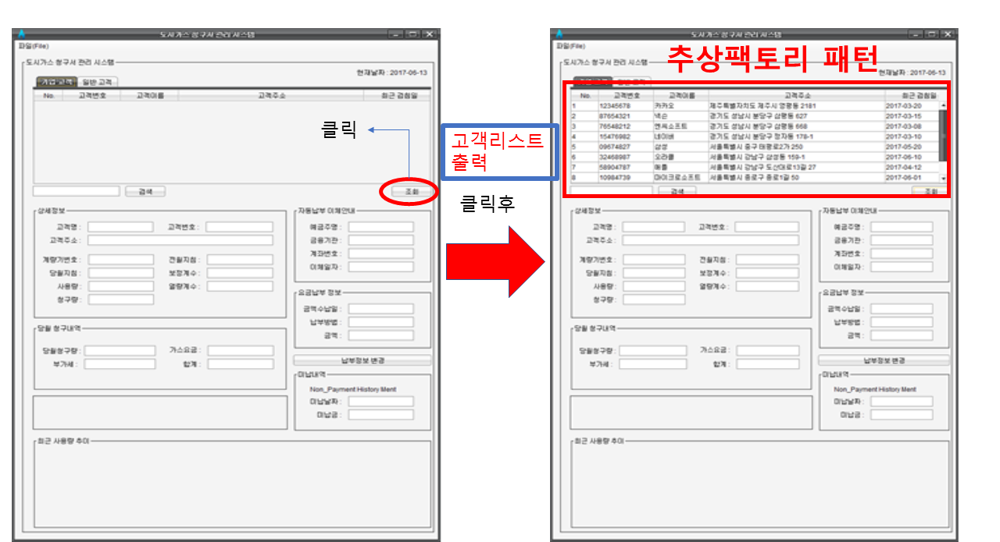 도시가스 청구서 관리 시스템
파일(File)
도시가스 청구서 관리 시스템
현재날짜 : 2017-06-13
기업 고객 일반 고객
No. 고객번호 고객이름 고객주소 최근 검침일
클릭
검색 조회
상세정보
고객명 : 고객번호 :
고객주소 :
계량기번호 : 전월지침 :
당월지침 : 보정계수 :
사용량 : 열량계수 :
청구량 :
자동납부 이체안내
예금주명 :
금융기관 :
계좌번호 :
이체일자 :
요금납부 정보
금액수납일 :
납부방법 :
금액 :
당월 청구내역
당월청구량 : 가스요금 :
부가세 : 합계 :
납부정보 변경
미납내역
Non_Payment History Ment
미납날짜 :
미납금 :
최근 사용량 추이
고객리스트
출력
클릭후
도시가스 청구서 관리 시스템
파일(File)
도시가스 청구서 관리 시스템
추상팩토리 패턴
현재날짜 : 2017-06-13
No. 고객번호 고객이름 고객주소 최근 검침일
1 12345678 카카오 제주특별자치도 제주시 영평동 2181 2017-03-20
2 87654321 넥슨 경기도 성남시 분당구 삼평동 627 2017-03-15
3 76548212 엔씨소프트 경기도 성남시 분당구 삼평동 668 2017-03-08
4 15476982 네이버 경기도 성남시 분당구 정자동 178-1 2017-03-10
5 09674827 삼성 서울특별시 중구 태평로2가 250 2017-05-20
6 32468987 오라클 서울특별시 강남구 삼성동 159-1 2017-06-10
7 58904787 애플 서울특별시 강남구 도산대로13길 27 2017-04-12
8 10984739 마이크로소프트 서울특별시 종로구 종로1길 50 2017-06-01
검색 조회
상세정보
고객명 : 고객번호 :
고객주소 :
계량기번호 : 전월지침 :
당월지침 : 보정계수 :
사용량 : 열량계수 :
청구량 :
자동납부 이체안내
예금주명 :
금융기관 :
계좌번호 :
이체일자 :
요금납부 정보
금액수납일 :
납부방법 :
금액 :
당월 청구내역
당월청구량 : 가스요금 :
부가세 : 합계 :
납부정보 변경
미납내역
Non_Payment History Ment
미납날짜 :
미납금 :
최근 사용량 추이